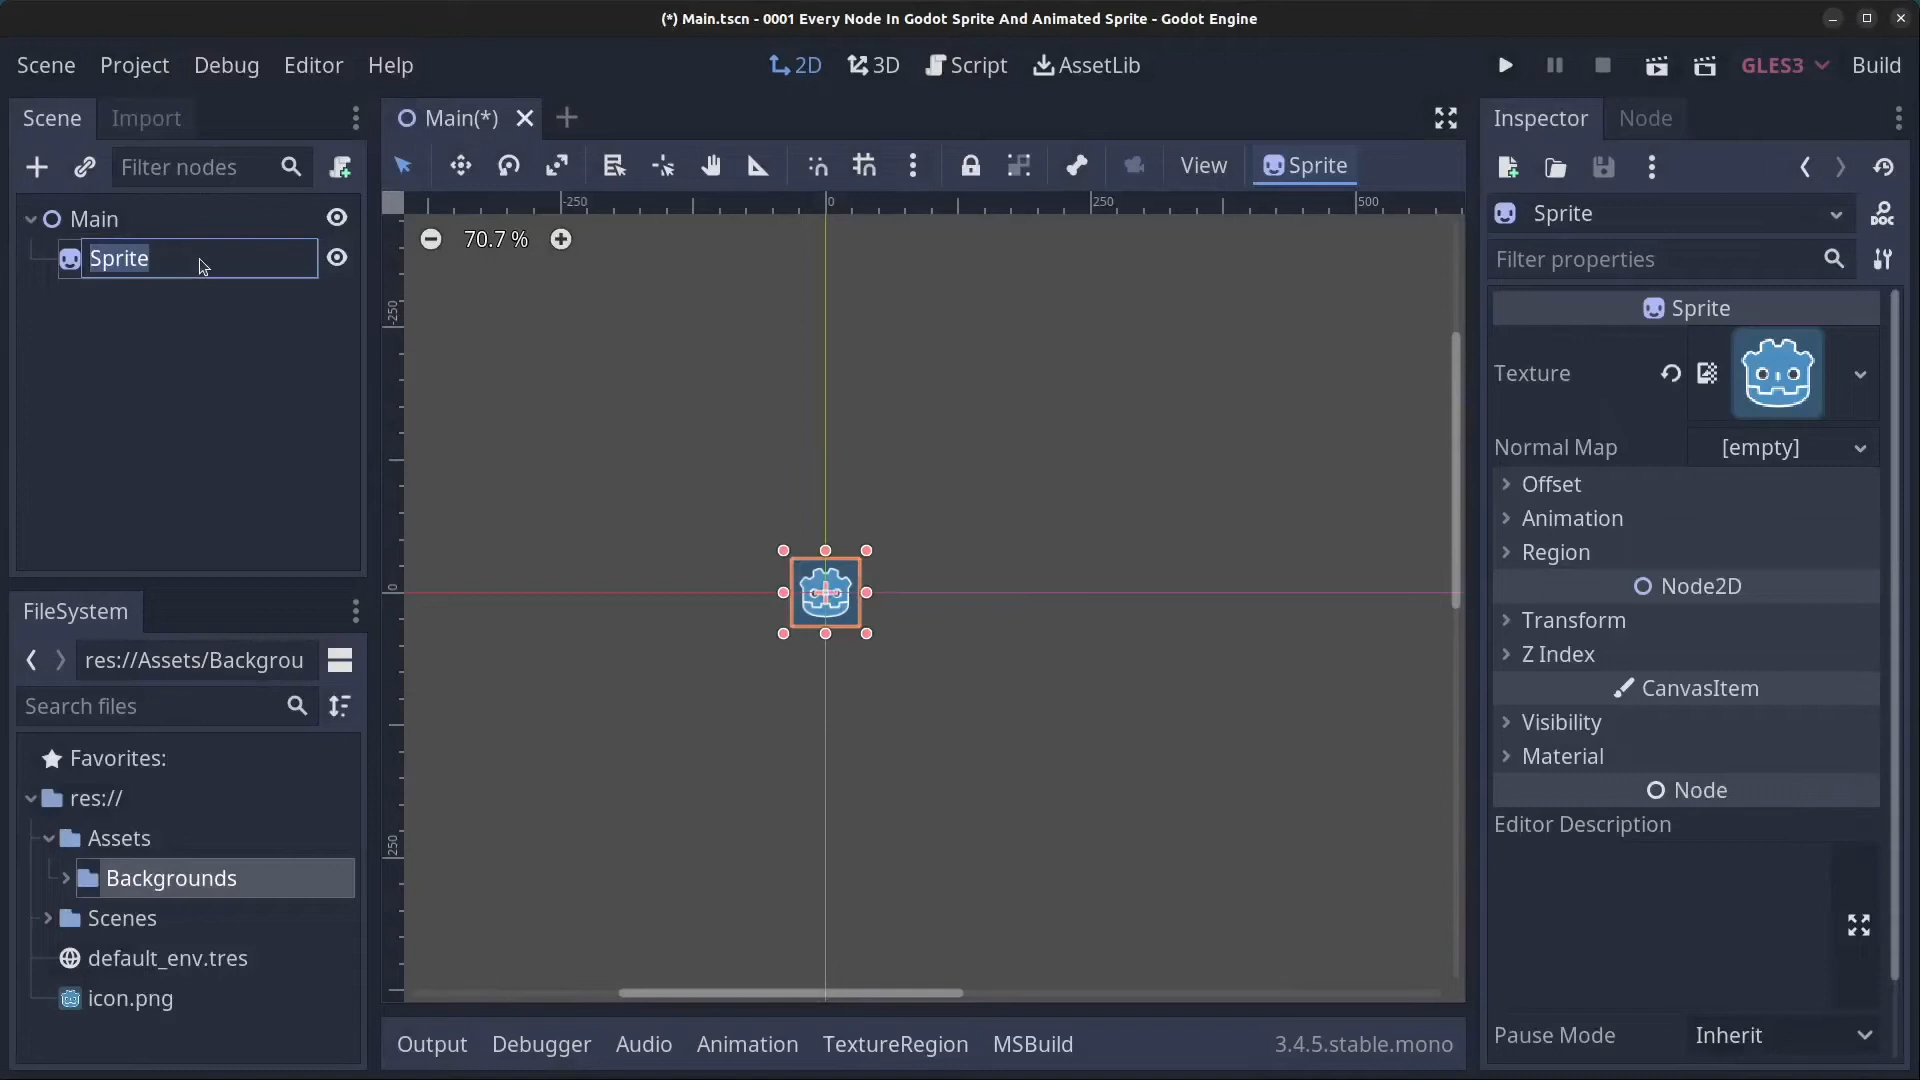 (*) Main.tscn - 0001 Every Node In Godot Sprite And Animated Sprite - Godot Engine
Scene Project Debug Editor Help 2D 3D Script AssetLib GLES3 Build
Scene Import
Main(*)
Inspector Node
Filter nodes
View Sprite
Main
Sprite
-250 0 250 500
-250
0
250
70.7 %
Sprite
Filter properties
Sprite
Texture
Normal Map [empty]
Offset
Animation
Region
Node2D
Transform
Z Index
CanvasItem
Visibility
Material
Node
Editor Description
Pause Mode Inherit
FileSystem
res://Assets/Backgrou
Search files
Favorites:
res://
Assets
Backgrounds
Scenes
default_env.tres
icon.png
Output Debugger Audio Animation TextureRegion MSBuild 3.4.5.stable.mono
DOC